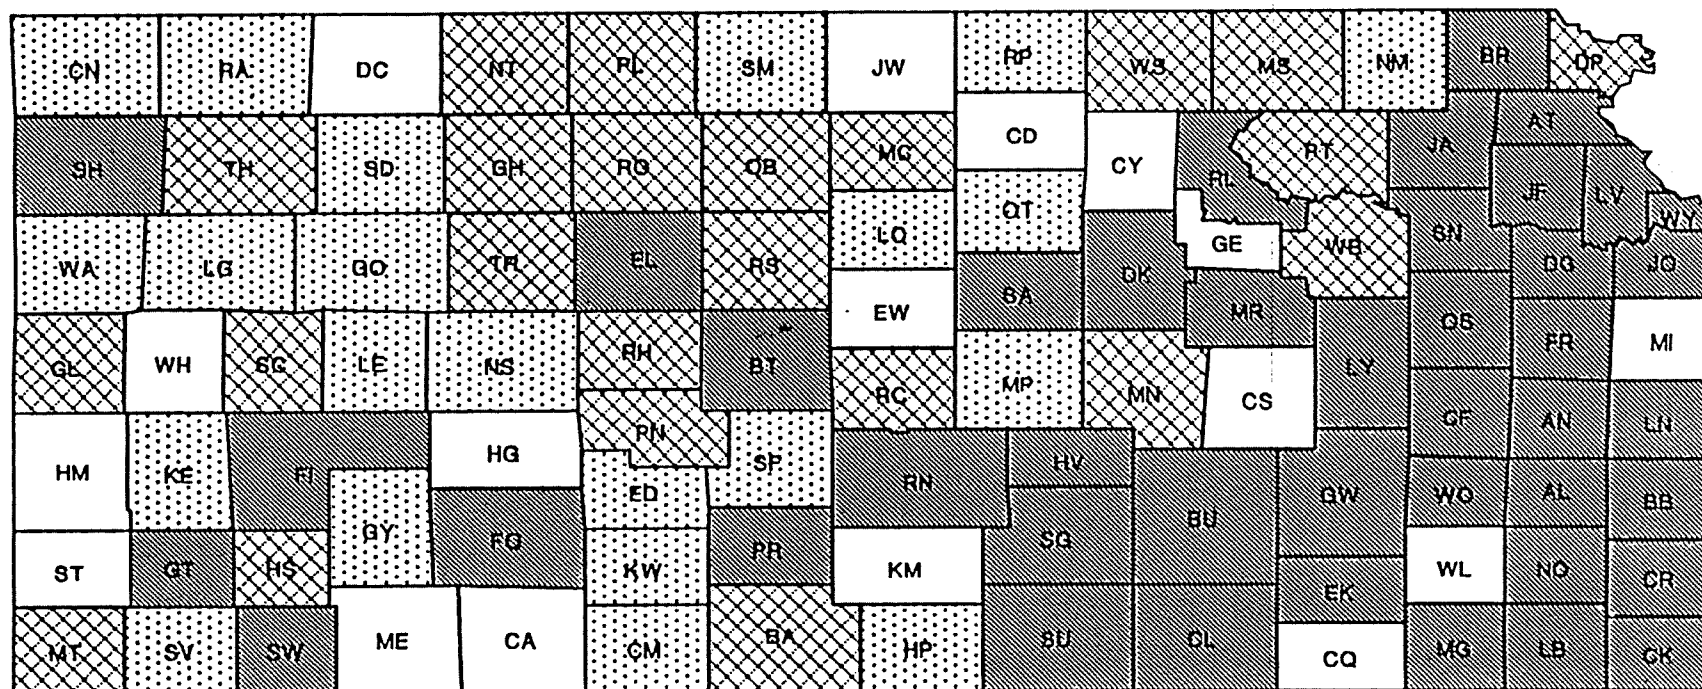 CN RA DC NT PL SM JW RP WS MS NM BR DP
SH TH SD GH RO OB MC CD CY RL PT JA AT
JF LV WY
OT
WA LG GO TR EL RS LQ GE WB SN
DK DG JO
SA MR
GL WH SC LE NS RH BT EW OS FR MI
LY
RC MP MN CS
PN CF AN LN
HM KE FI HG SP HV
ED RN GW WO AL BB
GY FG BU
PR SG
ST GT HS KW KM WL NO CR
EK
MT SV SW ME CA CM BA HP SU CL CQ MG LB CK